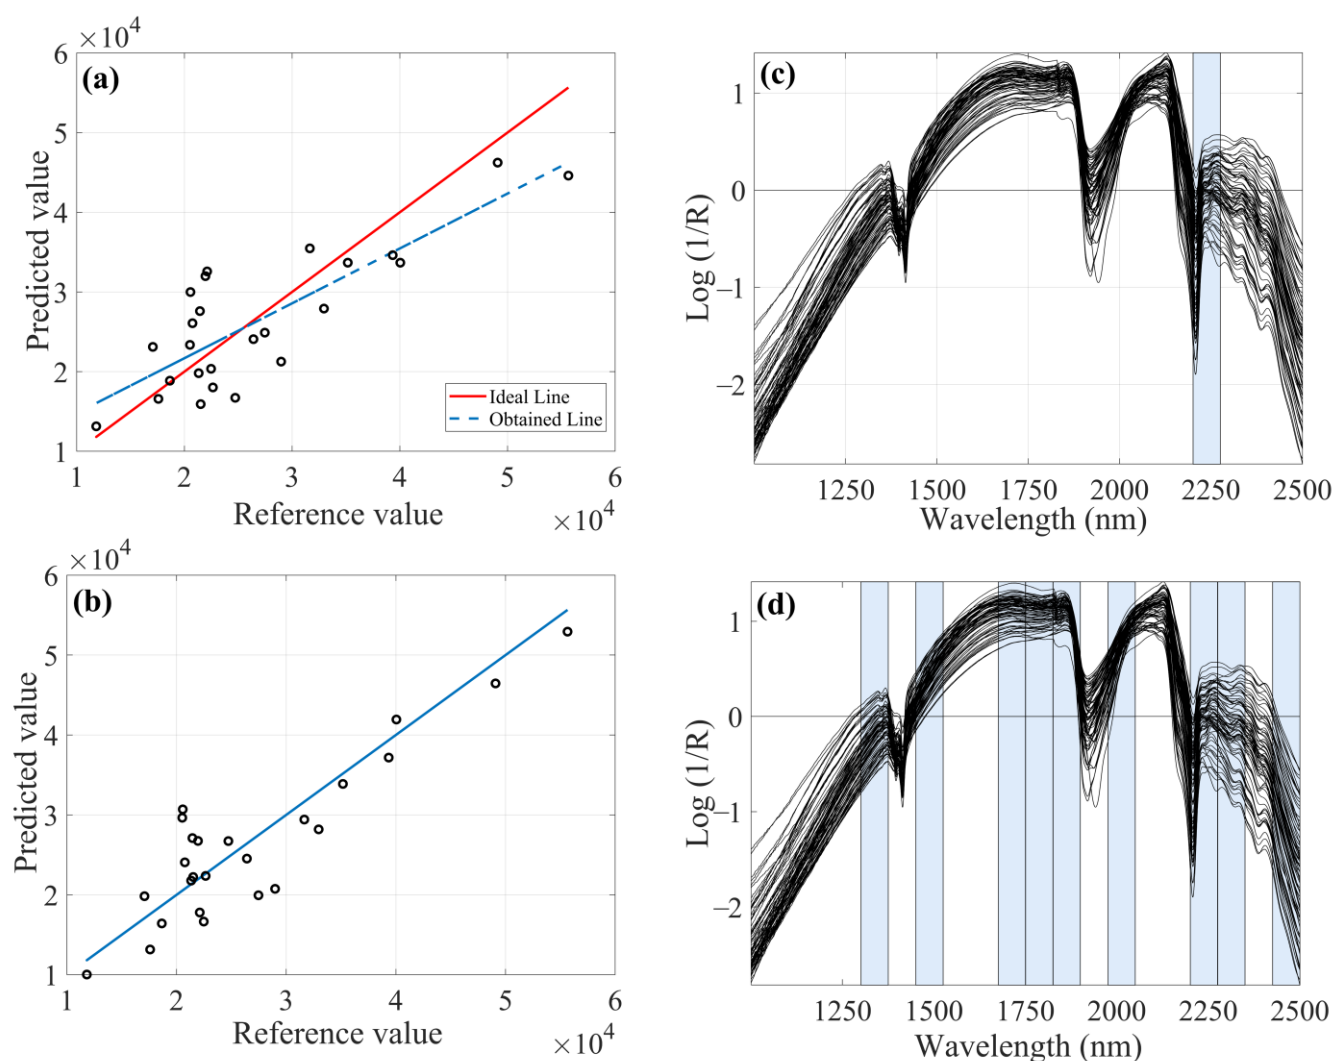 ×10⁴
(a)
6
5
4
3
2
1
Predicted value
Ideal Line
Obtained Line
1 2 3 4 5 6
Reference value
×10⁴
(c)
1
0
−1
−2
Log (1/R)
1250 1500 1750 2000 2250 2500
Wavelength (nm)
×10⁴
(b)
6
5
4
3
2
1
Predicted value
1 2 3 4 5 6
Reference value
×10⁴
(d)
1
0
−1
−2
Log (1/R)
1250 1500 1750 2000 2250 2500
Wavelength (nm)